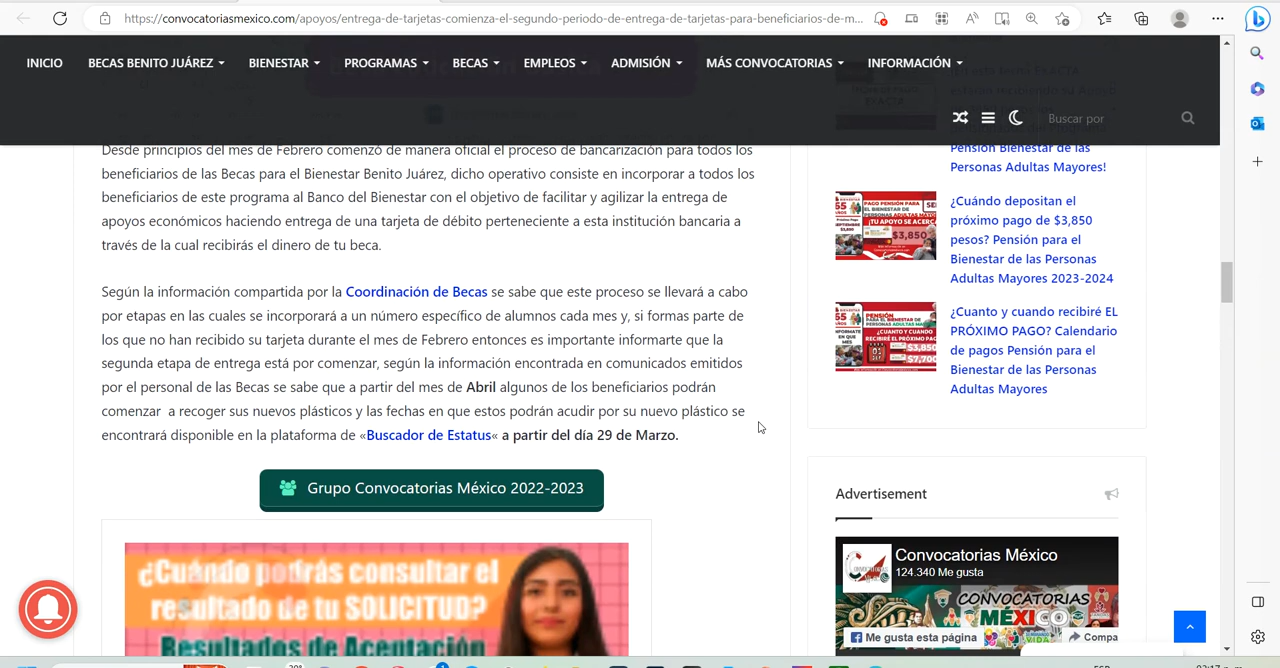 https://convocatoriasmexico.com/apoyos/entrega-de-tarjetas-comienza-el-segundo-periodo-de-entrega-de-tarjetas-para-beneficiarios-de-m...
INICIO
BECAS BENITO JUÁREZ
BIENESTAR
PROGRAMAS
BECAS
EMPLEOS
ADMISIÓN
MÁS CONVOCATORIAS
INFORMACIÓN
Buscar por
Desde principios del mes de Febrero comenzó de manera oficial el proceso de bancarización para todos los
beneficiarios de las Becas para el Bienestar Benito Juárez, dicho operativo consiste en incorporar a todos los
beneficiarios de este programa al Banco del Bienestar con el objetivo de facilitar y agilizar la entrega de
apoyos, esto haciendo entrega de una tarjeta de débito perteneciente a esta institución bancaria a
través de la cual recibirás el dinero de tu beca.
Según la información compartida por la Coordinación de Becas se sabe que este proceso se llevará a cabo
por etapas en las cuales se incorporará a un número específico de alumnos cada mes y, si formas parte de
los que no han recibido su tarjeta durante el mes de Febrero entonces es importante informarte que la
segunda etapa de entrega está por comenzar, según la información encontrada en comunicados emitidos
por el personal de las Becas se sabe que a partir del mes de Abril algunos de los beneficiarios podrán
comenzar a recoger sus nuevos plásticos y las fechas en que estos podrán acudir por su nuevo plástico se
encontrará disponible en la plataforma de «Buscador de Estatus« a partir del día 29 de Marzo.
Grupo Convocatorias México 2022-2023
¿Cuándo podrás consultar el
resultado de tu SOLICITUD?
Resultados de Aceptación
Pensión Bienestar de las
Personas Adultas Mayores!
¿Cuándo depositan el
próximo pago de $3,850
pesos? Pensión para el
Bienestar de las Personas
Adultas Mayores 2023-2024
¿Cuanto y cuando recibiré EL
PRÓXIMO PAGO? Calendario
de pagos Pensión para el
Bienestar de las Personas
Adultas Mayores
Advertisement
Convocatorias México
124.340 Me gusta
CONVOCATORIAS
MÉXICO
Me gusta esta página
Compa